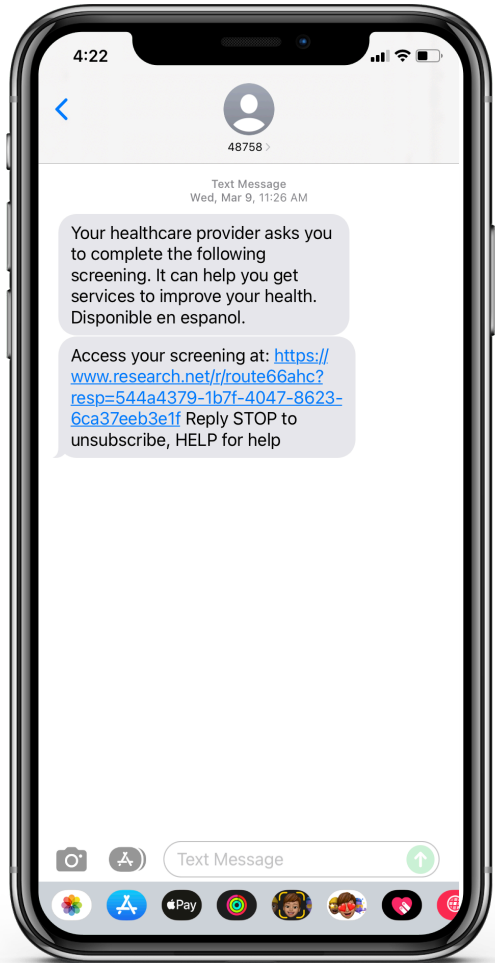 4:22
48758
Text Message
Wed, Mar 9, 11:26 AM
Your healthcare provider asks you
to complete the following
screening. It can help you get
services to improve your health.
Disponible en espanol.
Access your screening at: https://
www.research.net/r/route66ahc?
resp=544a4379-1b7f-4047-8623-
6ca37eeb3e1f Reply STOP to
unsubscribe, HELP for help
Text Message
Pay